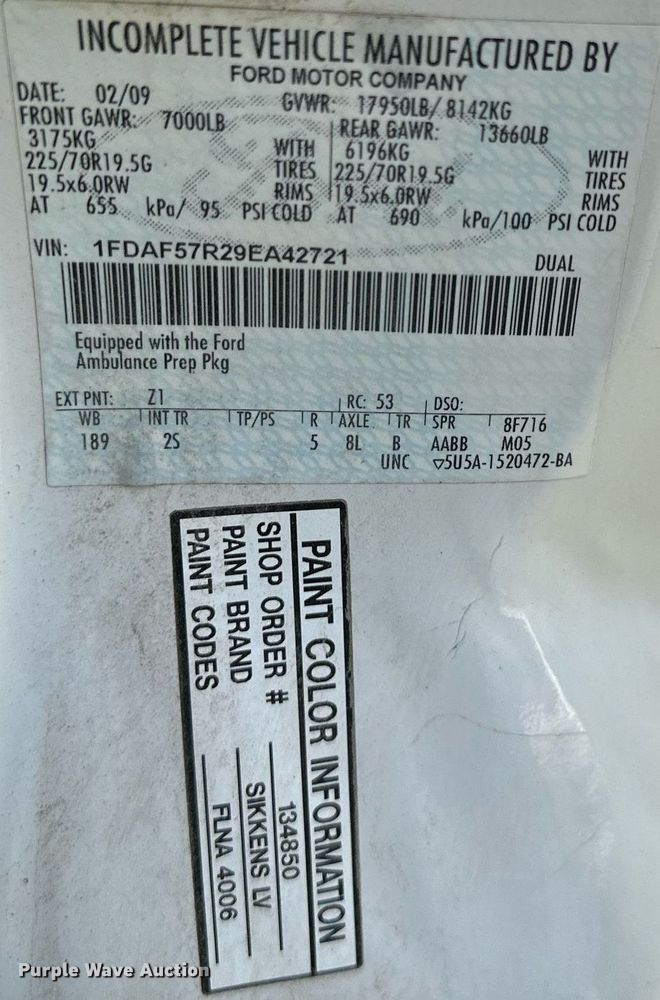 INCOMPLETE VEHICLE MANUFACTURED BY
FORD MOTOR COMPANY
DATE: 02/09 GVWR: 17950LB/ 8142KG
FRONT GAWR: 7000LB REAR GAWR: 13660LB
3175KG WITH 6196KG WITH
225/70R19.5G TIRES 225/70R19.5G TIRES
19.5x6.0RW RIMS 19.5x6.0RW RIMS
AT 655 kPa/ 95 PSI COLD AT 690 kPa/100 PSI COLD
VIN: 1FDAF57R29EA42721
DUAL
Equipped with the Ford
Ambulance Prep Pkg
EXT PNT: Z1 RC: 53 DSO:
WB INT TR TP/PS R AXLE TR SPR 8F716
189 2S 5 8L B AABB M05
UNC ▽5U5A-1520472-BA
PAINT COLOR INFORMATION
SHOP ORDER # 134850
PAINT BRAND SIKKENS LV
PAINT CODES FLNA 4006
Purple Wave Auction